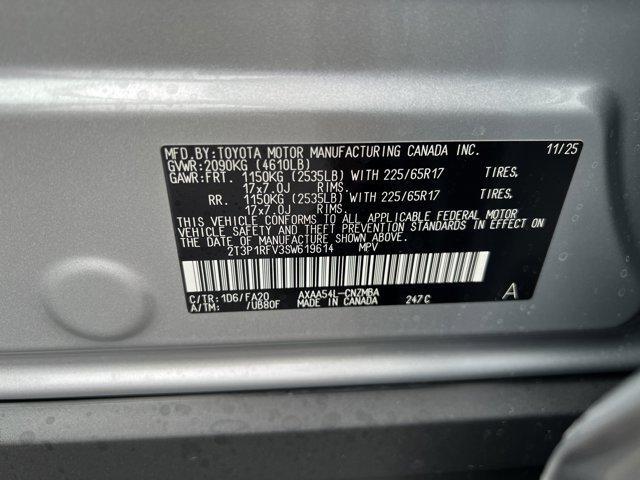 MFD.BY:TOYOTA MOTOR MANUFACTURING CANADA INC. 11/25
GVWR:2090KG (4610LB)
GAWR:FRT. 1150KG (2535LB) WITH 225/65R17 TIRES,
17x7.0J RIMS.
RR. 1150KG (2535LB) WITH 225/65R17 TIRES,
17x7.0J RIMS.
THIS VEHICLE CONFORMS TO ALL APPLICABLE FEDERAL MOTOR
VEHICLE SAFETY AND THEFT PREVENTION STANDARDS IN EFFECT ON
THE DATE OF MANUFACTURE SHOWN ABOVE.
2T3P1RFV3SW619614 MPV
C/TR:1D6/FA20 AXAA54L-CNZMBA
A/TM: /UB80F MADE IN CANADA 247C A